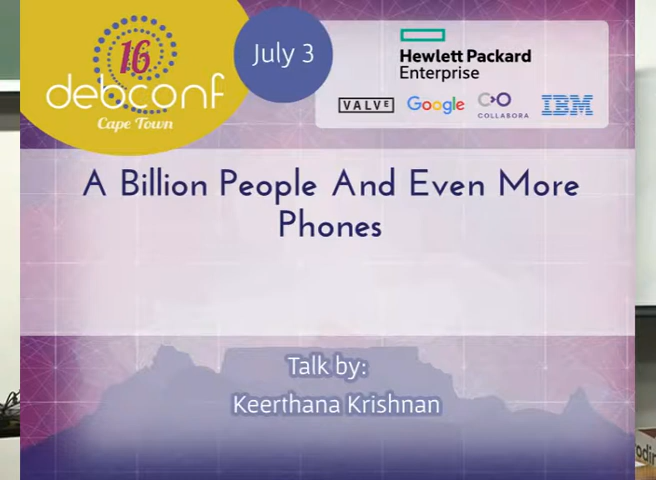 16
debconf
Cape Town
July 3
Hewlett Packard
Enterprise
VALVE
Google
COLLABORA
IBM
A Billion People And Even More
Phones
Talk by:
Keerthana Krishnan